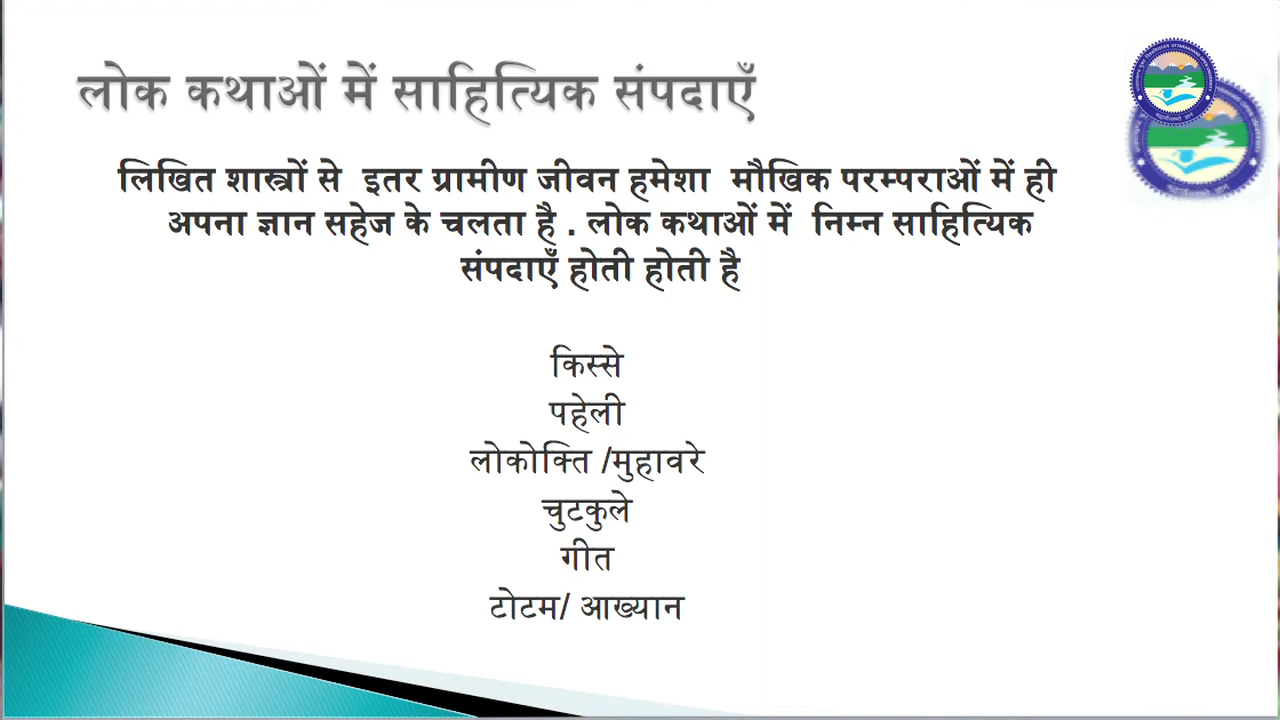 लोक कथाओं में साहित्यिक संपदाएँ
लिखित शास्त्रों से इतर ग्रामीण जीवन हमेशा मौखिक परम्पराओं में ही
अपना ज्ञान सहेज के चलता है . लोक कथाओं में निम्न साहित्यिक
संपदाएँ होती होती है
किस्से
पहेली
लोकोक्ति /मुहावरे
चुटकुले
गीत
टोटम/ आख्यान